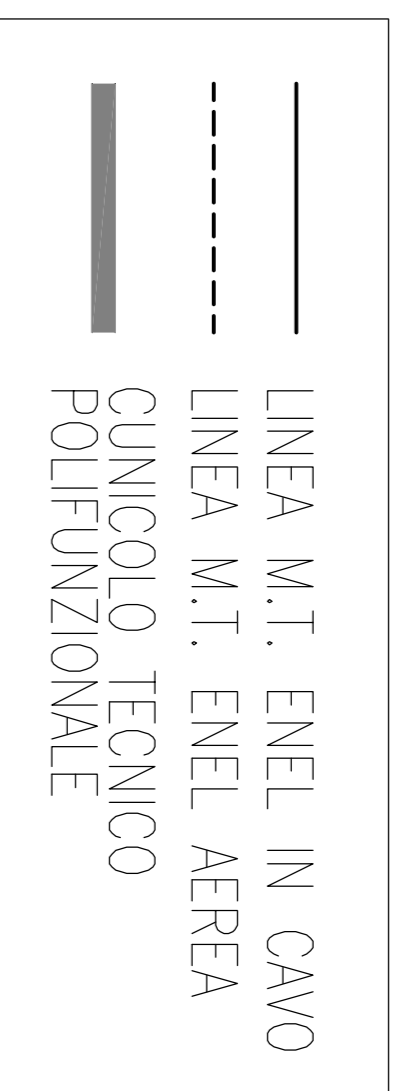 LINEA M.T. ENEL IN CAVO
LINEA M.T. ENEL AEREA
CUNICOLO TECNICO
POLIFUNZIONALE